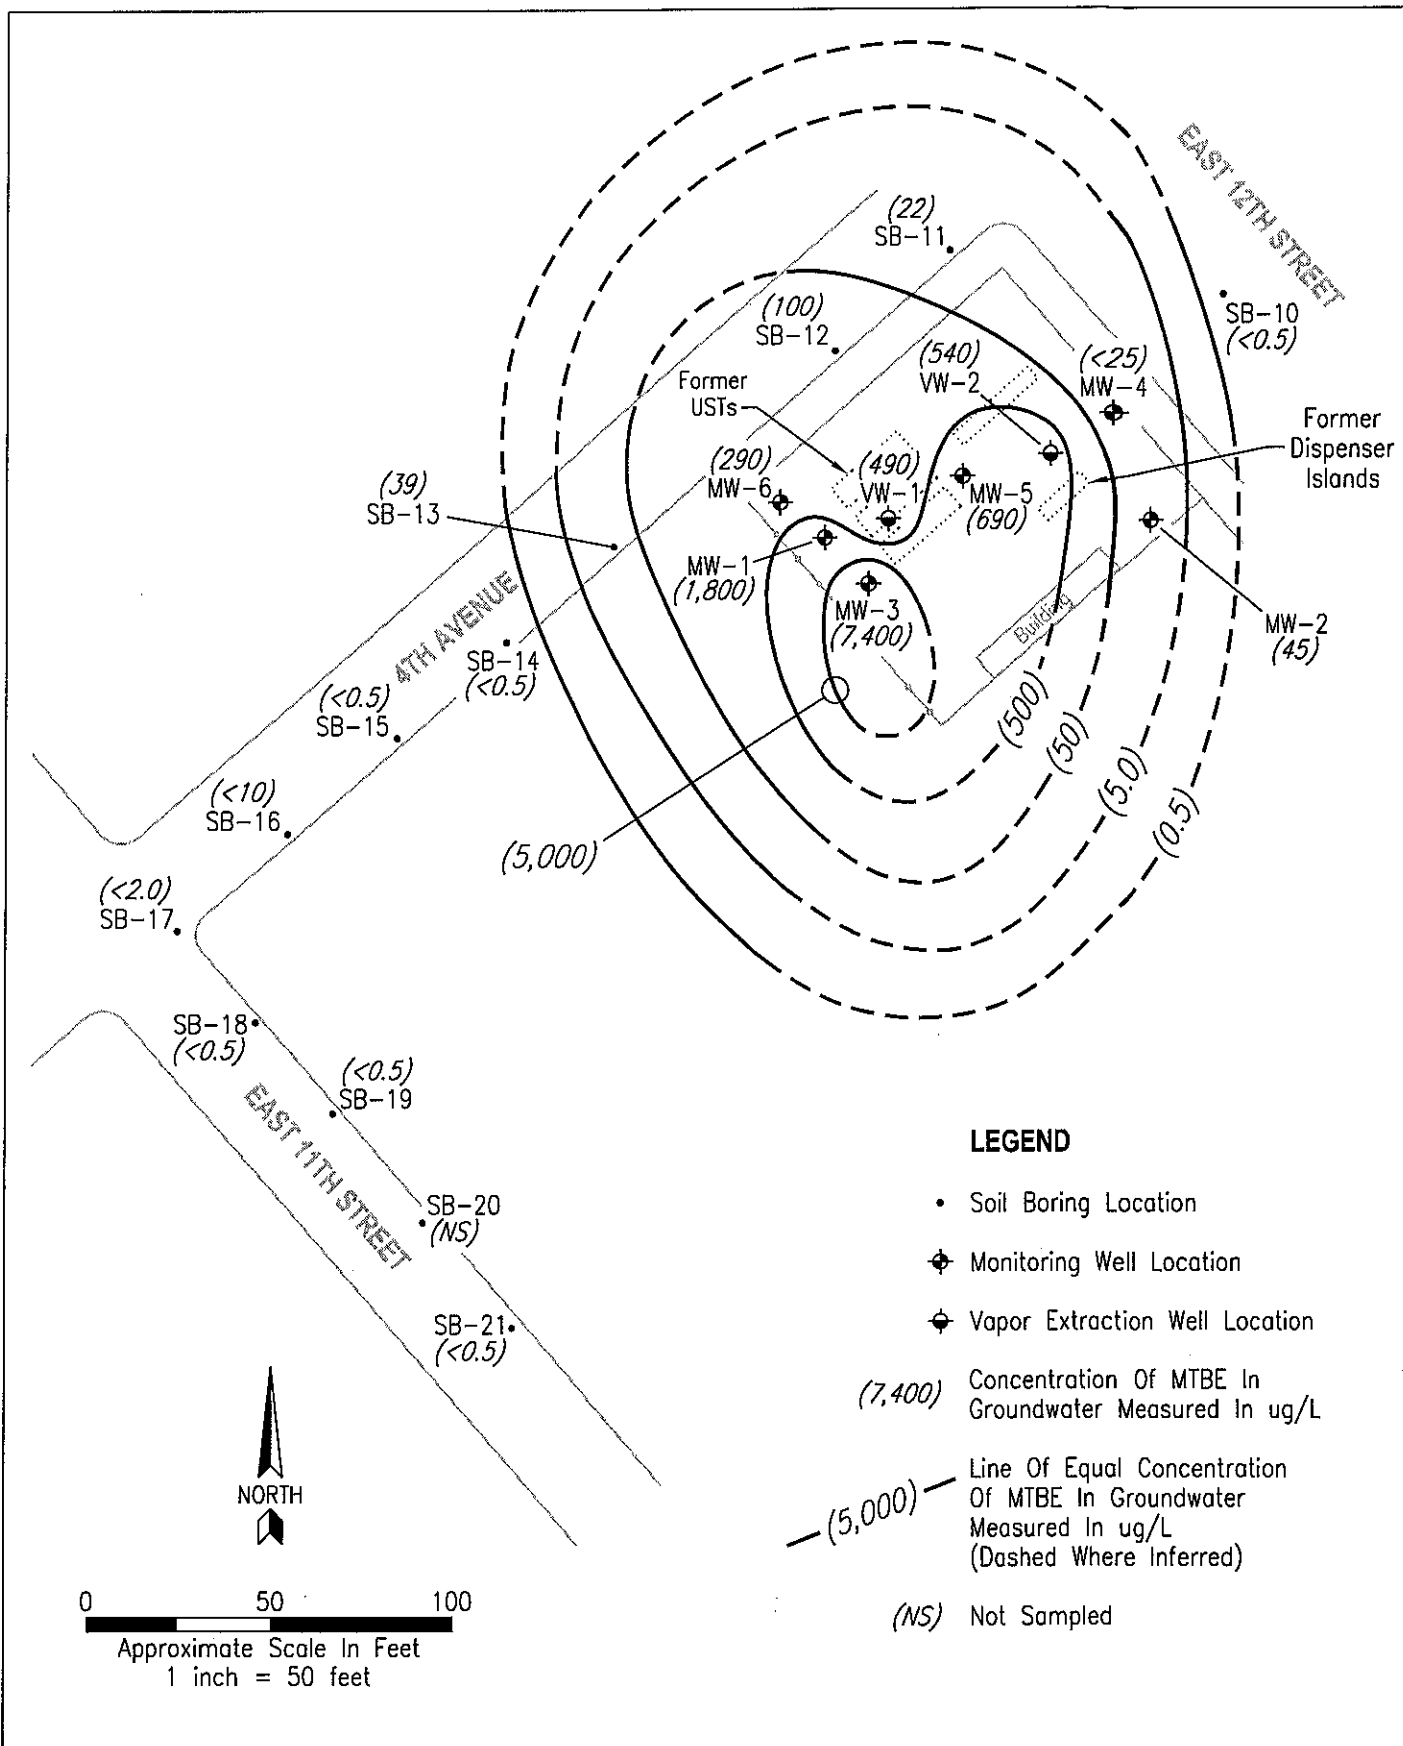 EAST 12TH STREET
(22)
SB-11
SB-10
(<0.5)
(100)
SB-12
(540)
VW-2
(<25)
MW-4
Former
USTs
Former
Dispenser
Islands
(290)
MW-6
(490)
VW-1
MW-5
(690)
(39)
SB-13
MW-1
(1,800)
MW-3
(7,400)
Building
MW-2
(45)
4TH AVENUE
SB-14
(<0.5)
(<0.5)
SB-15
(500)
(50)
(5.0)
(0.5)
(<10)
SB-16
(5,000)
(<2.0)
SB-17
SB-18
(<0.5)
(<0.5)
SB-19
EAST 11TH STREET
SB-20
(NS)
SB-21
(<0.5)
LEGEND
Soil Boring Location
Monitoring Well Location
Vapor Extraction Well Location
(7,400) Concentration Of MTBE In
Groundwater Measured In ug/L
(5,000) Line Of Equal Concentration
Of MTBE In Groundwater
Measured In ug/L
(Dashed Where Inferred)
(NS) Not Sampled
NORTH
0 50 100
Approximate Scale In Feet
1 inch = 50 feet